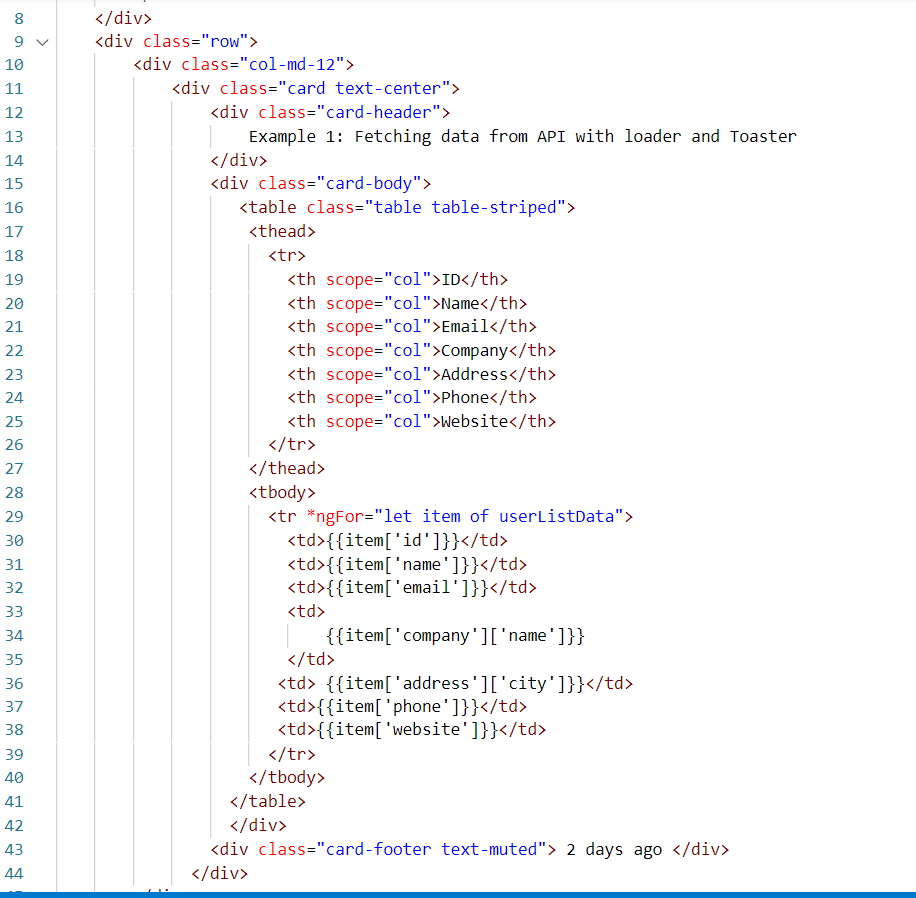 8 </div>
9 <div class="row">
10 <div class="col-md-12">
11 <div class="card text-center">
12 <div class="card-header">
13 Example 1: Fetching data from API with loader and Toaster
14 </div>
15 <div class="card-body">
16 <table class="table table-striped">
17 <thead>
18 <tr>
19 <th scope="col">ID</th>
20 <th scope="col">Name</th>
21 <th scope="col">Email</th>
22 <th scope="col">Company</th>
23 <th scope="col">Address</th>
24 <th scope="col">Phone</th>
25 <th scope="col">Website</th>
26 </tr>
27 </thead>
28 <tbody>
29 <tr *ngFor="let item of userListData">
30 <td>{{item['id']}}</td>
31 <td>{{item['name']}}</td>
32 <td>{{item['email']}}</td>
33 <td>
34 {{item['company']['name']}}
35 </td>
36 <td> {{item['address']['city']}}</td>
37 <td>{{item['phone']}}</td>
38 <td>{{item['website']}}</td>
39 </tr>
40 </tbody>
41 </table>
42 </div>
43 <div class="card-footer text-muted"> 2 days ago </div>
44 </div>